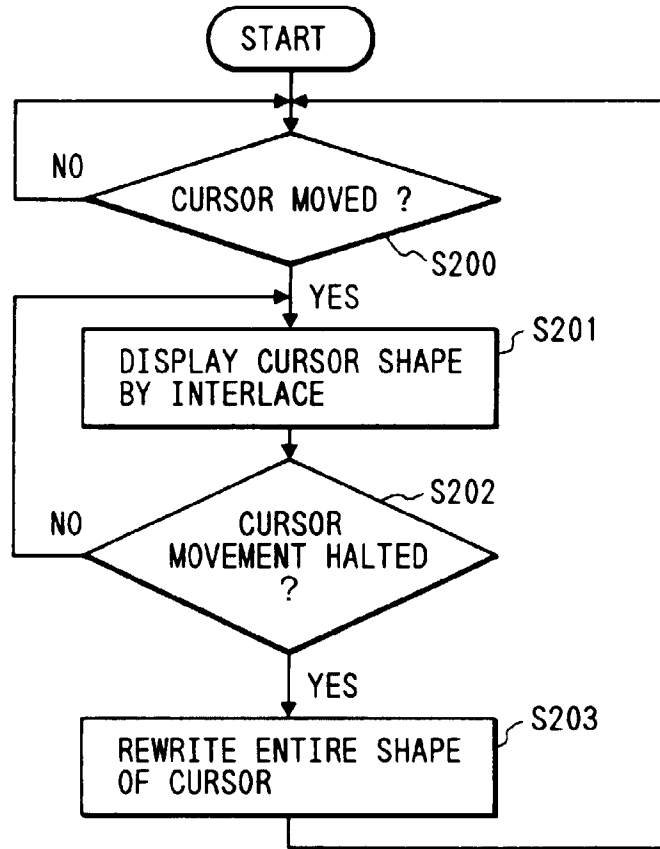 START
NO
CURSOR MOVED ?
S200
YES
S201
DISPLAY CURSOR SHAPE
BY INTERLACE
S202
NO
CURSOR
MOVEMENT HALTED
?
YES
S203
REWRITE ENTIRE SHAPE
OF CURSOR